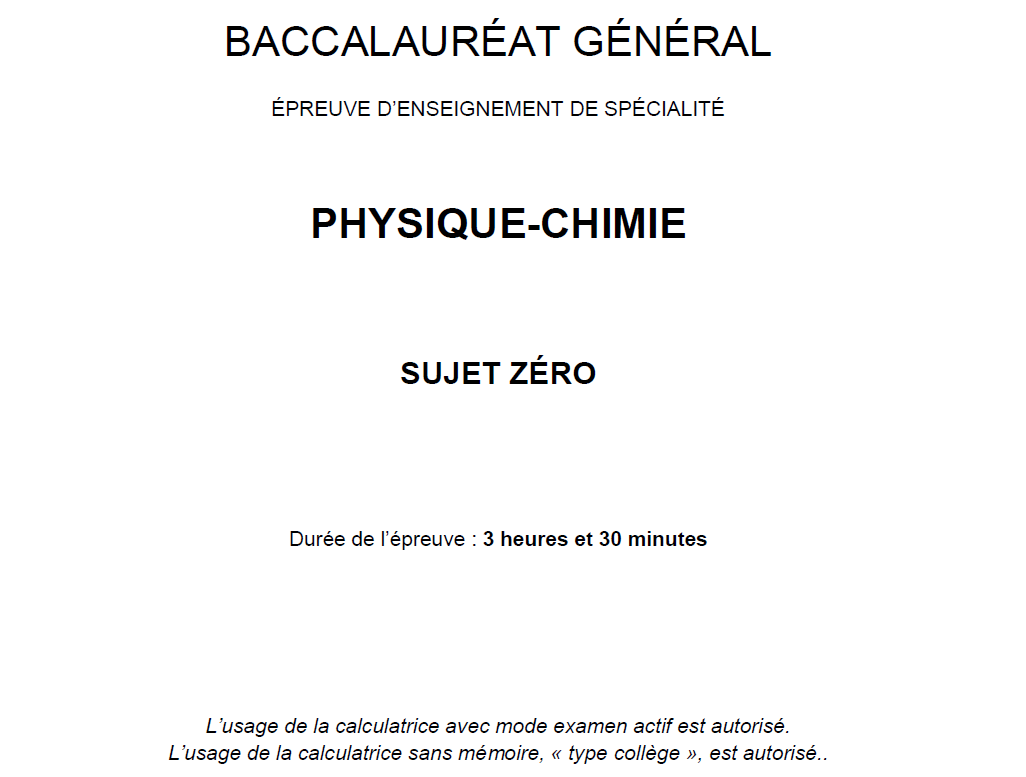 BACCALAURÉAT GÉNÉRAL
ÉPREUVE D’ENSEIGNEMENT DE SPÉCIALITÉ
PHYSIQUE-CHIMIE
SUJET ZÉRO
Durée de l’épreuve : 3 heures et 30 minutes
L’usage de la calculatrice avec mode examen actif est autorisé.
L’usage de la calculatrice sans mémoire, « type collège », est autorisé..